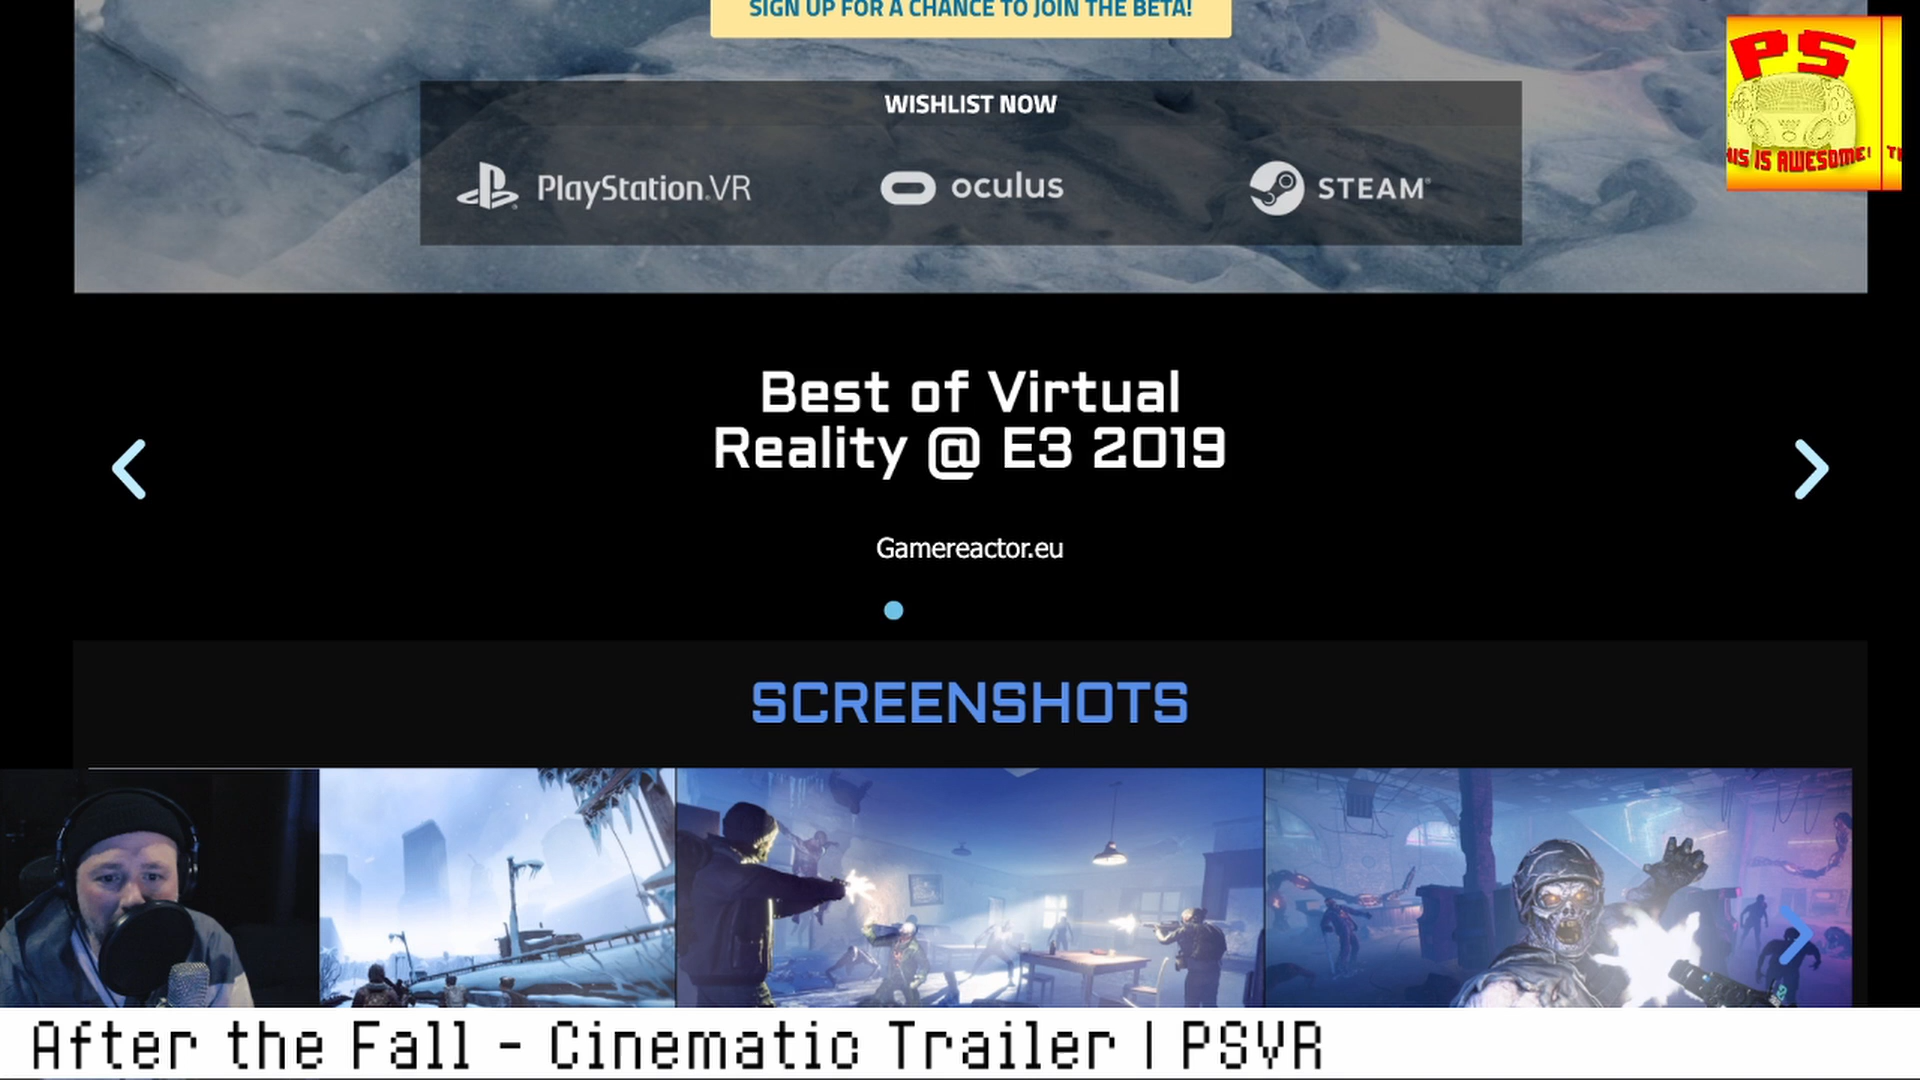 SIGN UP FOR A CHANCE TO JOIN THE BETA!
WISHLIST NOW
PlayStation.VR
oculus
STEAM
PS
IS IS AWESOME!
Best of Virtual
Reality @ E3 2019
Gamereactor.eu
SCREENSHOTS
After the Fall - Cinematic Trailer | PSVR